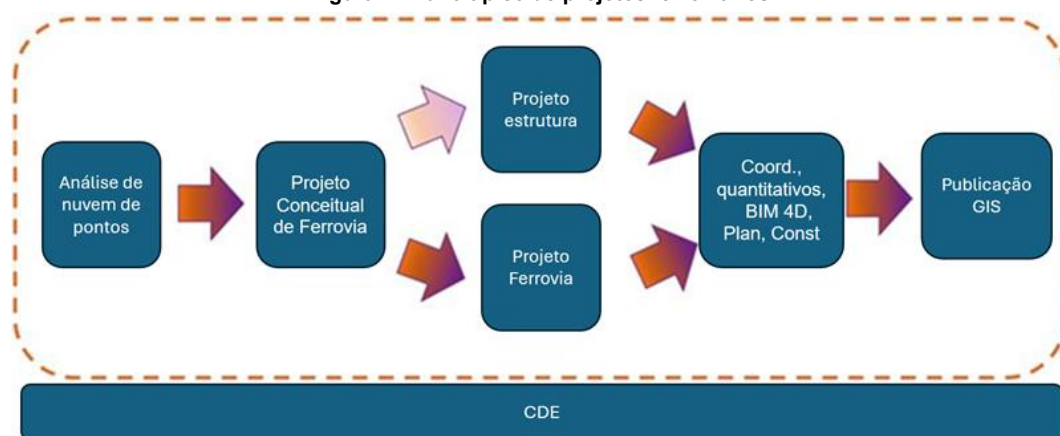 Análise de
nuvem de
pontos
Projeto
Conceitual
de Ferrovia
Projeto
estrutura
Projeto
Ferrovia
Coord.,
quantitativos,
BIM 4D,
Plan, Const
Publicação
GIS
CDE